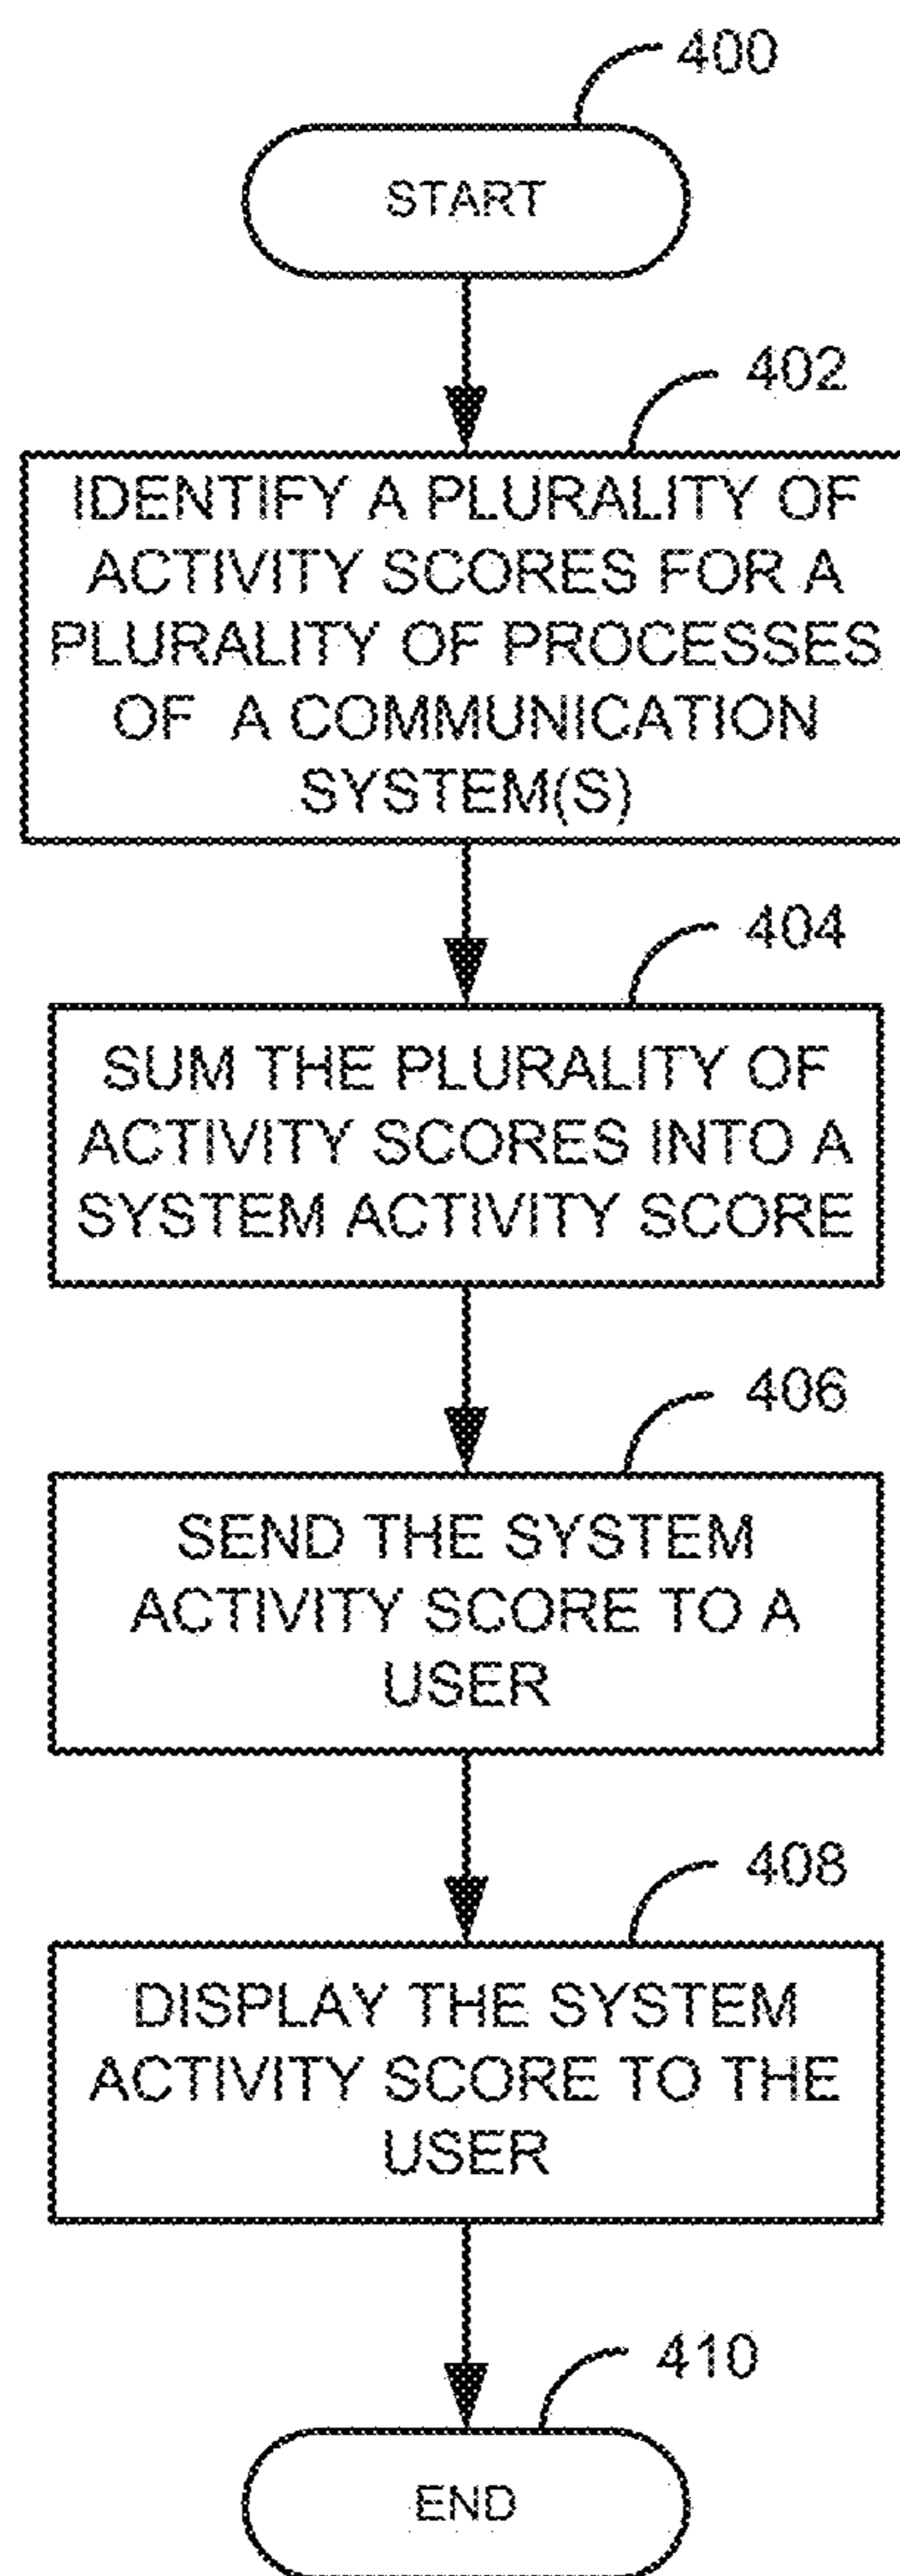 400
START
402
IDENTIFY A PLURALITY OF
ACTIVITY SCORES FOR A
PLURALITY OF PROCESSES
OF A COMMUNICATION
SYSTEM(S)
404
SUM THE PLURALITY OF
ACTIVITY SCORES INTO A
SYSTEM ACTIVITY SCORE
406
SEND THE SYSTEM
ACTIVITY SCORE TO A
USER
408
DISPLAY THE SYSTEM
ACTIVITY SCORE TO THE
USER
410
END